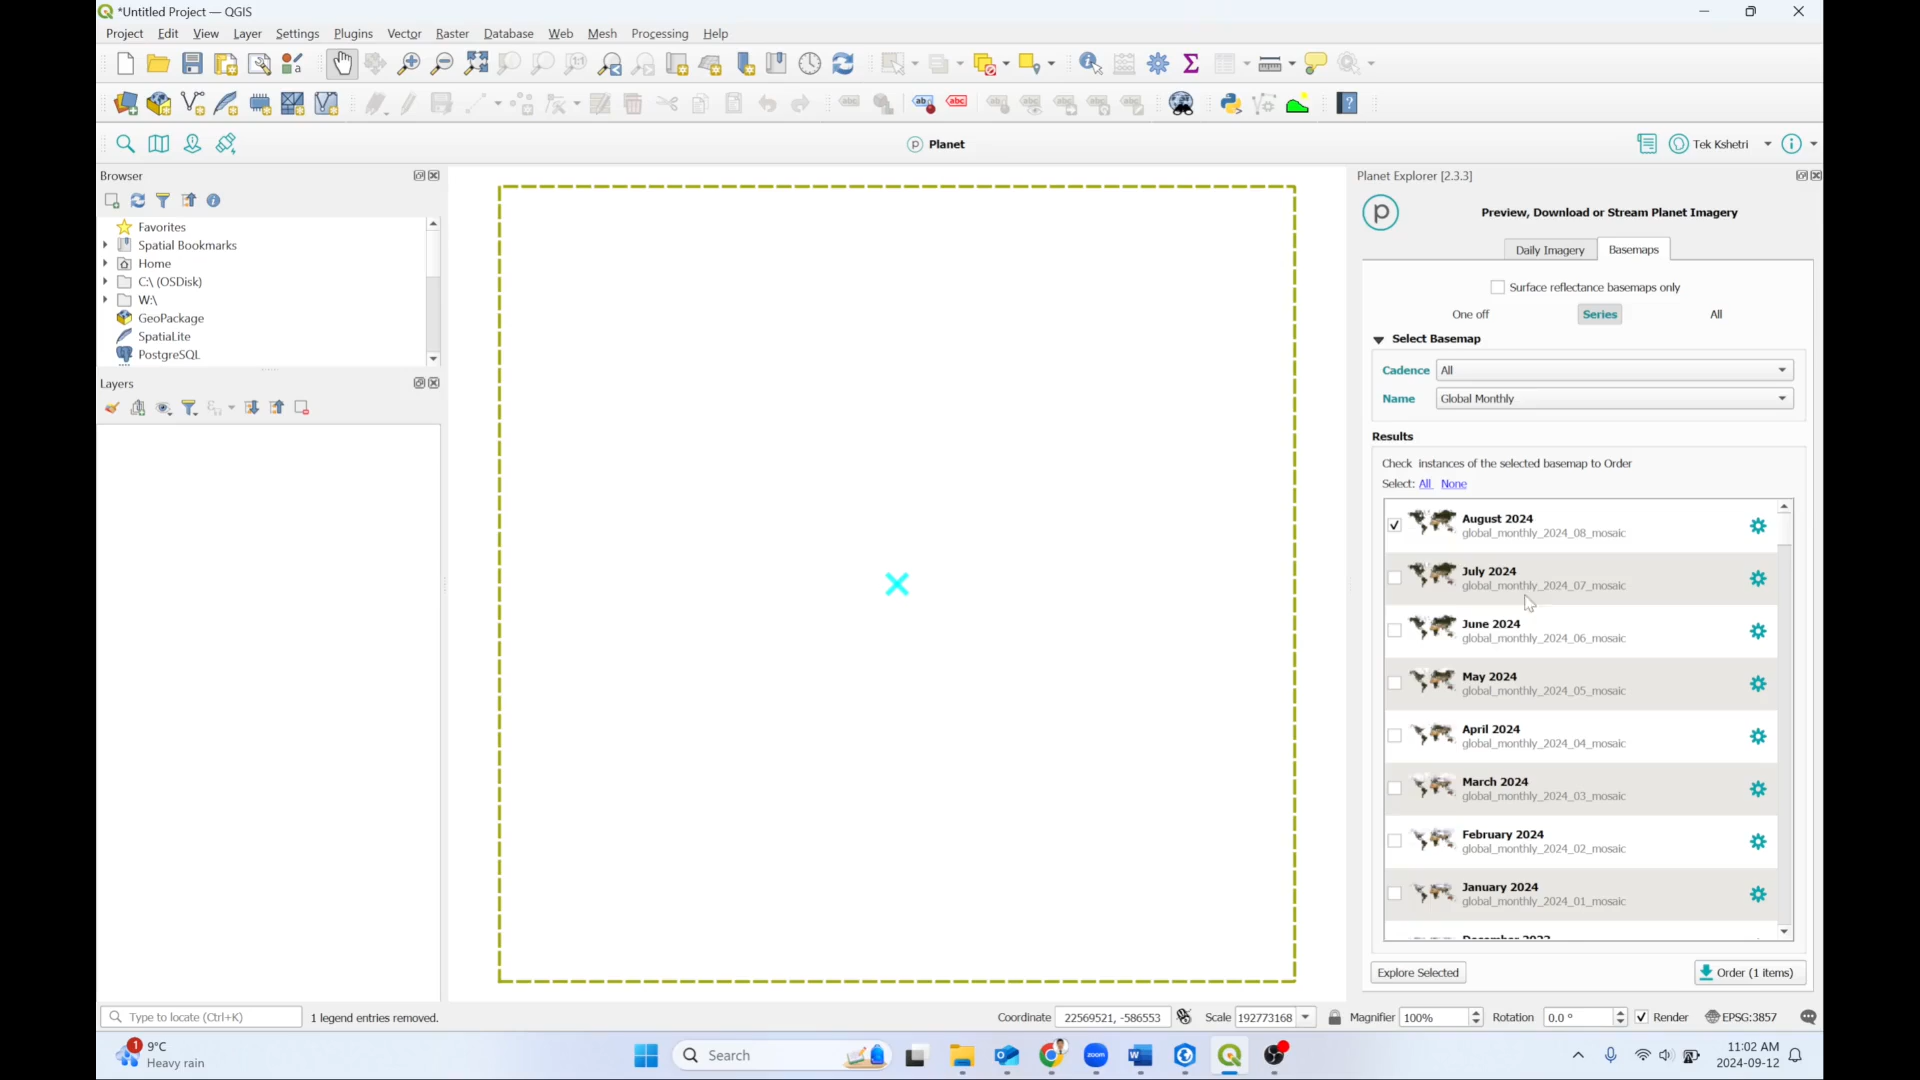 *Untitled Project — QGIS
Project Edit View Layer Settings Plugins Vector Raster Database Web Mesh Processing Help
Planet
Tek Kshetri
Browser
Favorites
Spatial Bookmarks
Home
C:\ (OSDisk)
W:\
GeoPackage
SpatiaLite
PostgreSQL
Layers
Planet Explorer [2.3.3]
Preview, Download or Stream Planet Imagery
Daily Imagery Basemaps
Surface reflectance basemaps only
One off Series All
Select Basemap
Cadence All
Name Global Monthly
Results
Check instances of the selected basemap to Order
Select: All None
August 2024
global_monthly_2024_08_mosaic
July 2024
global_monthly_2024_07_mosaic
June 2024
global_monthly_2024_06_mosaic
May 2024
global_monthly_2024_05_mosaic
April 2024
global_monthly_2024_04_mosaic
March 2024
global_monthly_2024_03_mosaic
February 2024
global_monthly_2024_02_mosaic
January 2024
global_monthly_2024_01_mosaic
Explore Selected Order (1 items)
Type to locate (Ctrl+K) 1 legend entries removed. Coordinate 22569521, -586553 Scale 192773168 Magnifier 100% Rotation 0.0 ° Render EPSG:3857
1 9°C
Heavy rain
Search
zoom
11:02 AM
2024-09-12